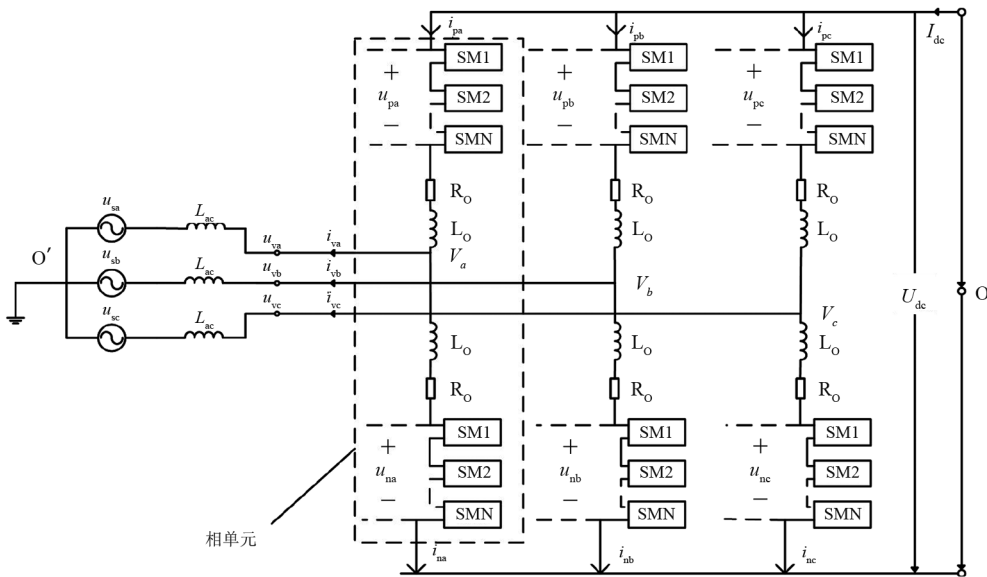 i_pa i_pb i_pc I_dc
SM1 SM1 SM1
+ + +
u_pa u_pb u_pc
SM2 SM2 SM2
− − −
SMN SMN SMN
R_O R_O R_O
u_sa L_ac L_O L_O L_O
u_va i_va V_a
O′ u_sb L_ac u_vb i_vb V_b U_dc O
u_sc L_ac u_vc i_vc V_c
L_O L_O L_O
R_O R_O R_O
SM1 SM1 SM1
+ + +
u_na u_nb u_nc
SM2 SM2 SM2
− − −
SMN SMN SMN
相单元
i_na i_nb i_nc